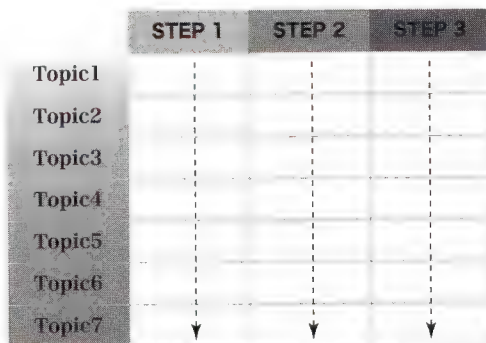 STEP 1 STEP 2 STEP 3
Topic1
Topic2
Topic3
Topic4
Topic5
Topic6
Topic7